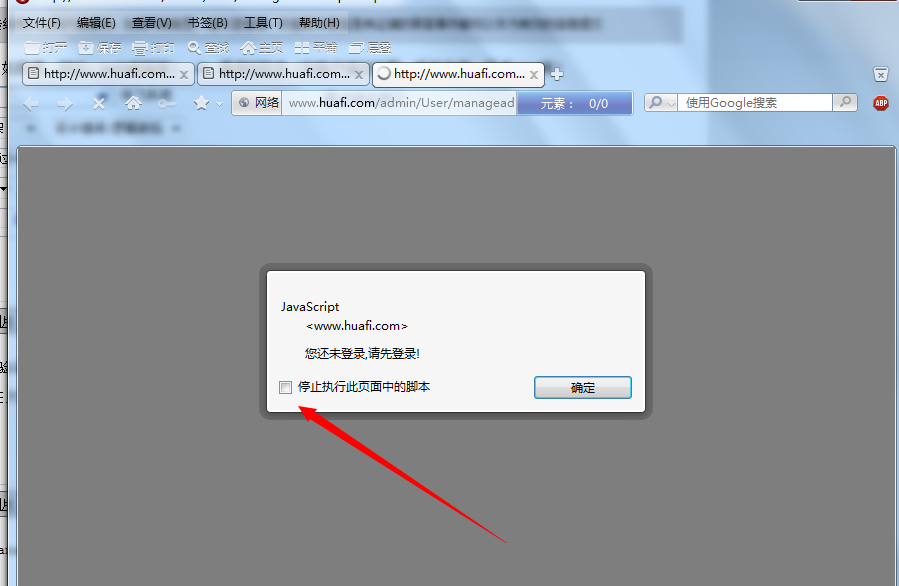 文件(F) 编辑(E) 查看(V) 书签(B) 工具(T) 帮助(H)
打开 保存 打印 查找 主页 平铺 层叠
http://www.huafi.com... http://www.huafi.com... http://www.huafi.com...
网络 www.huafi.com/admin/User/managead 元素： 0/0 使用Google搜索 ABP
JavaScript
<www.huafi.com>
您还未登录,请先登录!
停止执行此页面中的脚本 确定